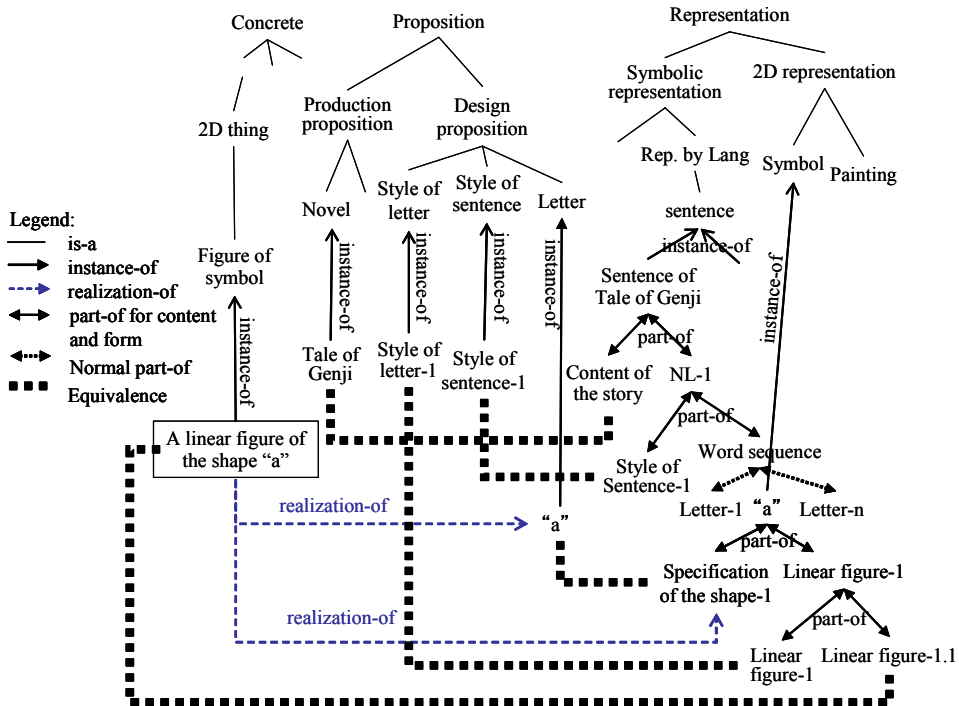 Concrete
Proposition
Representation
Symbolic
representation
2D representation
Production
proposition
Design
proposition
2D thing
Rep. by Lang
Symbol
Painting
Novel
Style of
letter
Style of
sentence
Letter
sentence
Legend:
is-a
instance-of
realization-of
part-of for content
and form
Normal part-of
Equivalence
Figure of
symbol
instance-of
instance-of
instance-of
instance-of
instance-of
instance-of
instance-of
Sentence of
Tale of Genji
part-of
Tale of
Genji
Style of
letter-1
Style of
sentence-1
Content of
the story
NL-1
part-of
A linear figure of
the shape “a”
Word sequence
Style of
Sentence-1
Letter-1
“a”
Letter-n
realization-of
“a”
part-of
Specification
of the shape-1
Linear figure-1
realization-of
part-of
Linear
figure-1
Linear figure-1.1